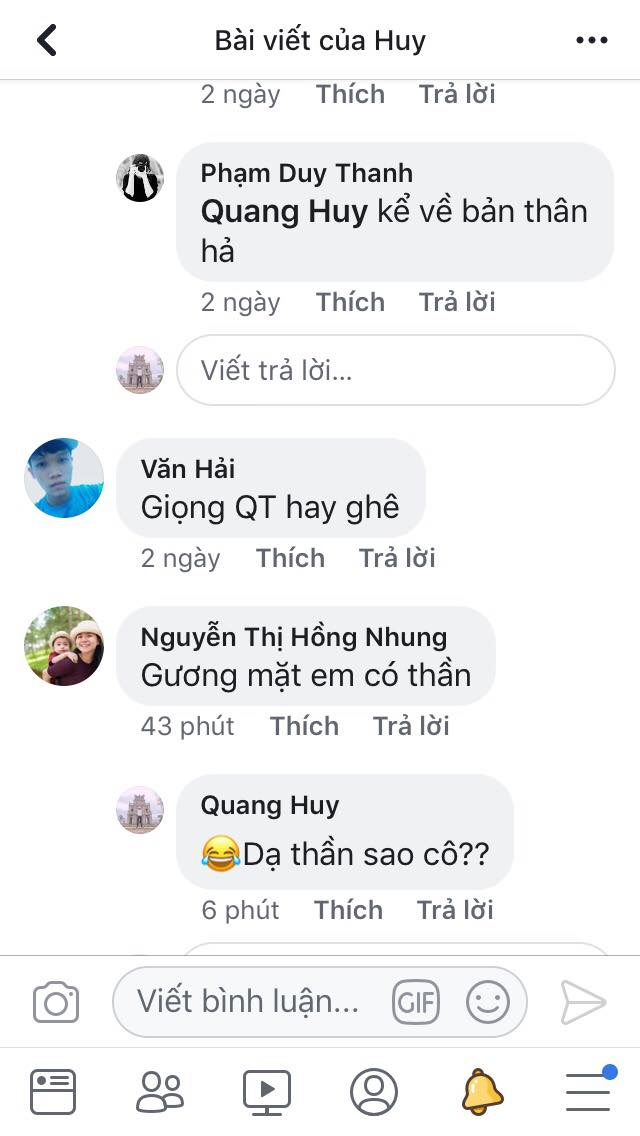 Bài viết của Huy
2 ngày Thích Trả lời
Phạm Duy Thanh
Quang Huy kể về bản thân
hả
2 ngày Thích Trả lời
Viết trả lời...
Văn Hải
Giọng QT hay ghê
2 ngày Thích Trả lời
Nguyễn Thị Hồng Nhung
Gương mặt em có thần
43 phút Thích Trả lời
Quang Huy
😂Dạ thần sao cô??
6 phút Thích Trả lời
Viết bình luận... GIF